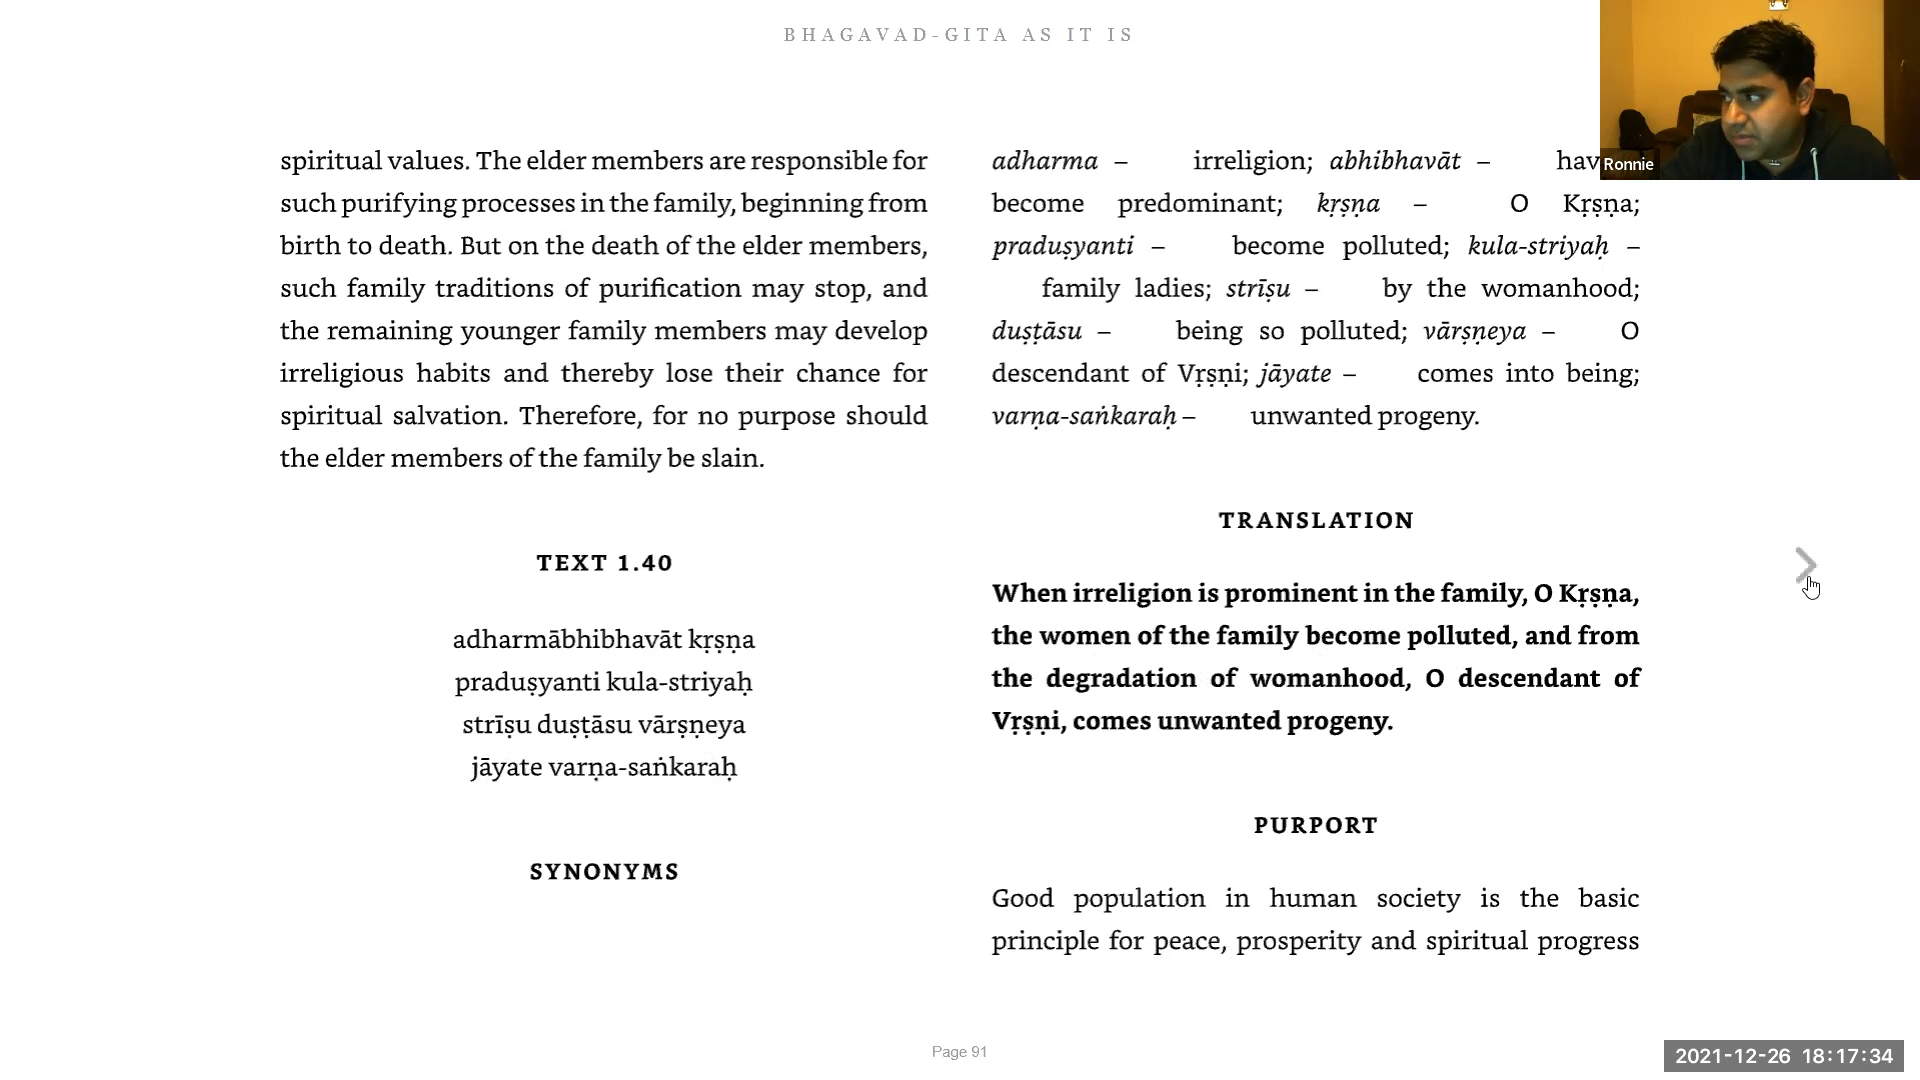 BHAGAVAD-GITA AS IT IS
spiritual values. The elder members are responsible for
such purifying processes in the family, beginning from
birth to death. But on the death of the elder members,
such family traditions of purification may stop, and
the remaining younger family members may develop
irreligious habits and thereby lose their chance for
spiritual salvation. Therefore, for no purpose should
the elder members of the family be slain.
TEXT 1.40
adharmābhibhavāt kṛṣṇa
praduṣyanti kula-striyaḥ
strīṣu duṣṭāsu vārṣṇeya
jāyate varṇa-saṅkaraḥ
SYNONYMS
adharma – irreligion; abhibhavāt –
become predominant; kṛṣṇa – O Kṛṣṇa;
praduṣyanti – become polluted; kula-striyaḥ –
family ladies; strīṣu – by the womanhood;
duṣṭāsu – being so polluted; vārṣṇeya – O
descendant of Vṛṣṇi; jāyate – comes into being;
varṇa-saṅkaraḥ – unwanted progeny.
TRANSLATION
When irreligion is prominent in the family, O Kṛṣṇa,
the women of the family become polluted, and from
the degradation of womanhood, O descendant of
Vṛṣṇi, comes unwanted progeny.
PURPORT
Good population in human society is the basic
principle for peace, prosperity and spiritual progress
Page 91
Ronnie
2021-12-26 18:17:34